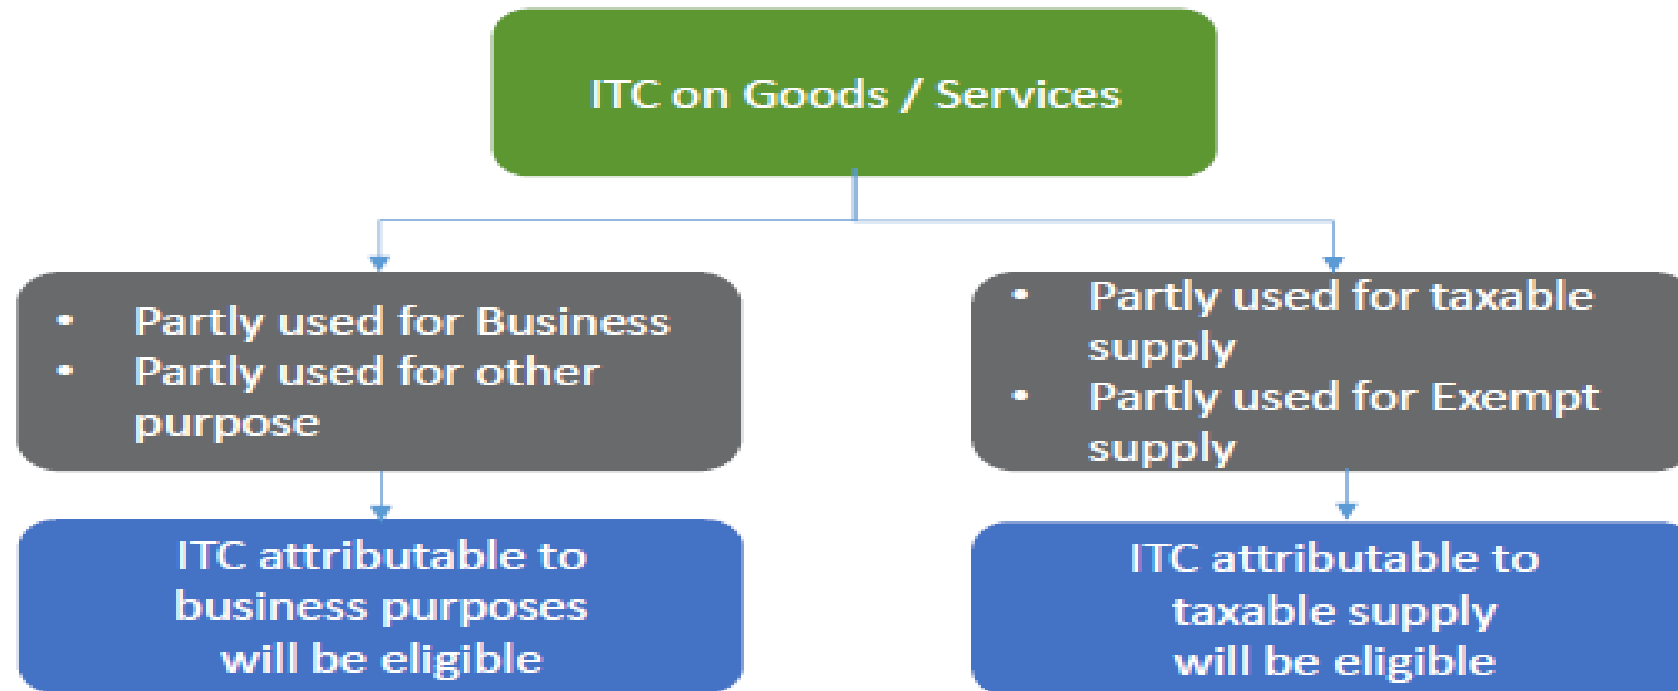 ITC on Goods / Services
• Partly used for Business
• Partly used for other
purpose
ITC attributable to
business purposes
will be eligible
• Partly used for taxable
supply
• Partly used for Exempt
supply
ITC attributable to
taxable supply
will be eligible